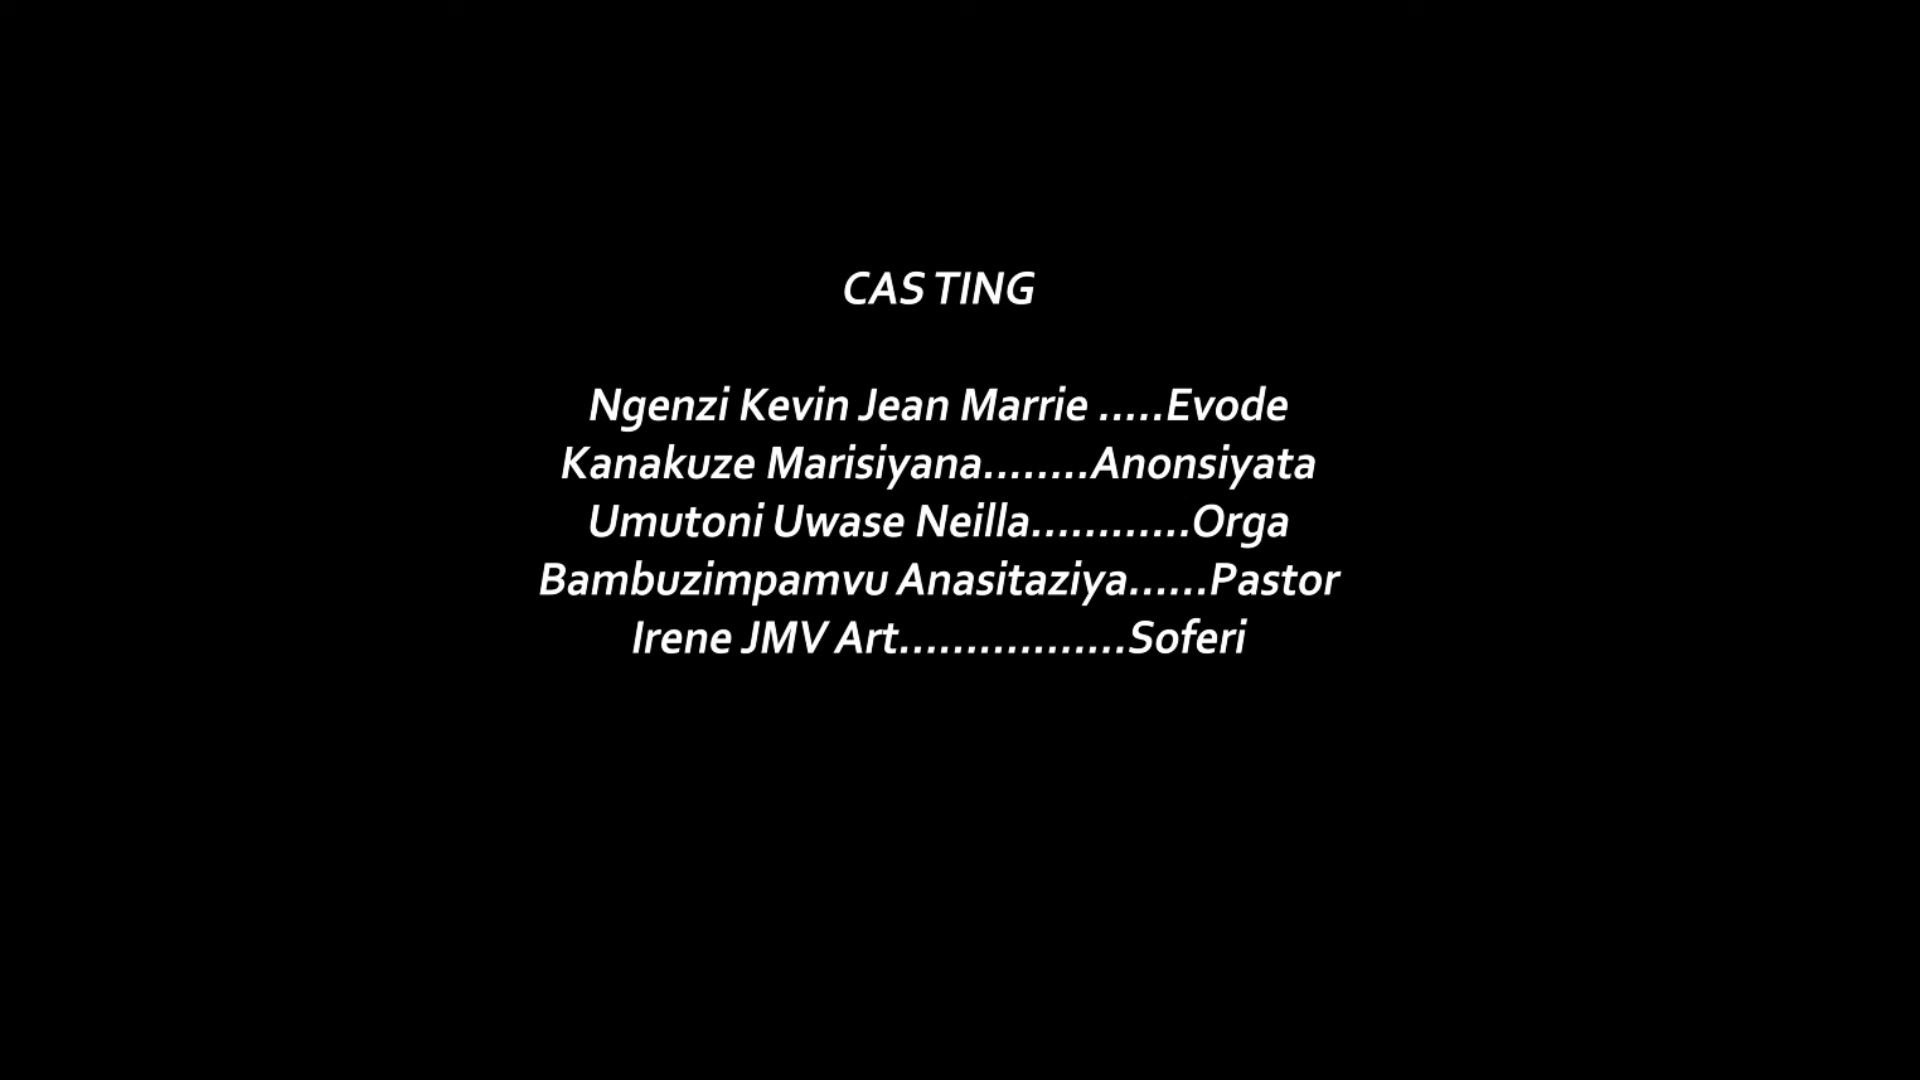 CAS TING
Ngenzi Kevin Jean Marrie .....Evode
Kanakuze Marisiyana........Anonsiyata
Umutoni Uwase Neilla............Orga
Bambuzimpamvu Anasitaziya......Pastor
Irene JMV Art.................Soferi